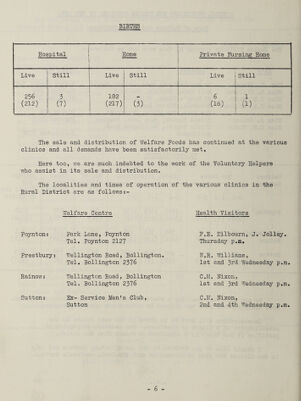 BIRTHS
Hospital Home Private Nursing Home
Live Still Live Still Live Still
256 3 102 - 6 1
(212) (7) (217) (3) (16) (1)
The sale and distribution of Welfare Foods has continued at the various
clinics and all demands have been satisfactorily met.
Here too, we are much indebted to the work of the Voluntary Helpers
who assist in its sale and distribution.
The localities and times of operation of the various clinics in the
Rural District are as follows:-
Welfare Centre Health Visitors
Poynton: Park Lane, Poynton P.E. Kilbourn, J. Jolley.
Tel. Poynton 2127 Thursday p.m.
Prestbury: Wellington Road, Bollington. E. Williams,
Tel. Bollington 2376 1st and 3rd Wednesday p.m.
Rainow: Wellington Road, Bollington C.M. Nixon.
Tel. Bollington 2376 1st and 3rd Wednesday p.m.
Sutton: Ex- Service Men's Club, C.M. Nixon,
Sutton 2nd and 4th Wednesday p.m.
- 6 -